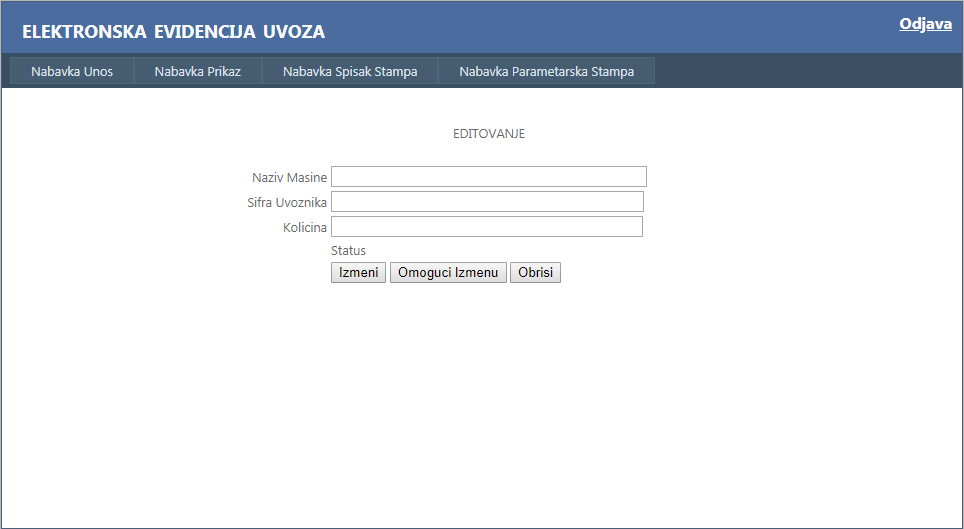 ELEKTRONSKA EVIDENCIJA UVOZA
Odjava
Nabavka Unos Nabavka Prikaz Nabavka Spisak Stampa Nabavka Parametarska Stampa
EDITOVANJE
Naziv Masine
Sifra Uvoznika
Kolicina
Status
Izmeni Omoguci Izmenu Obrisi